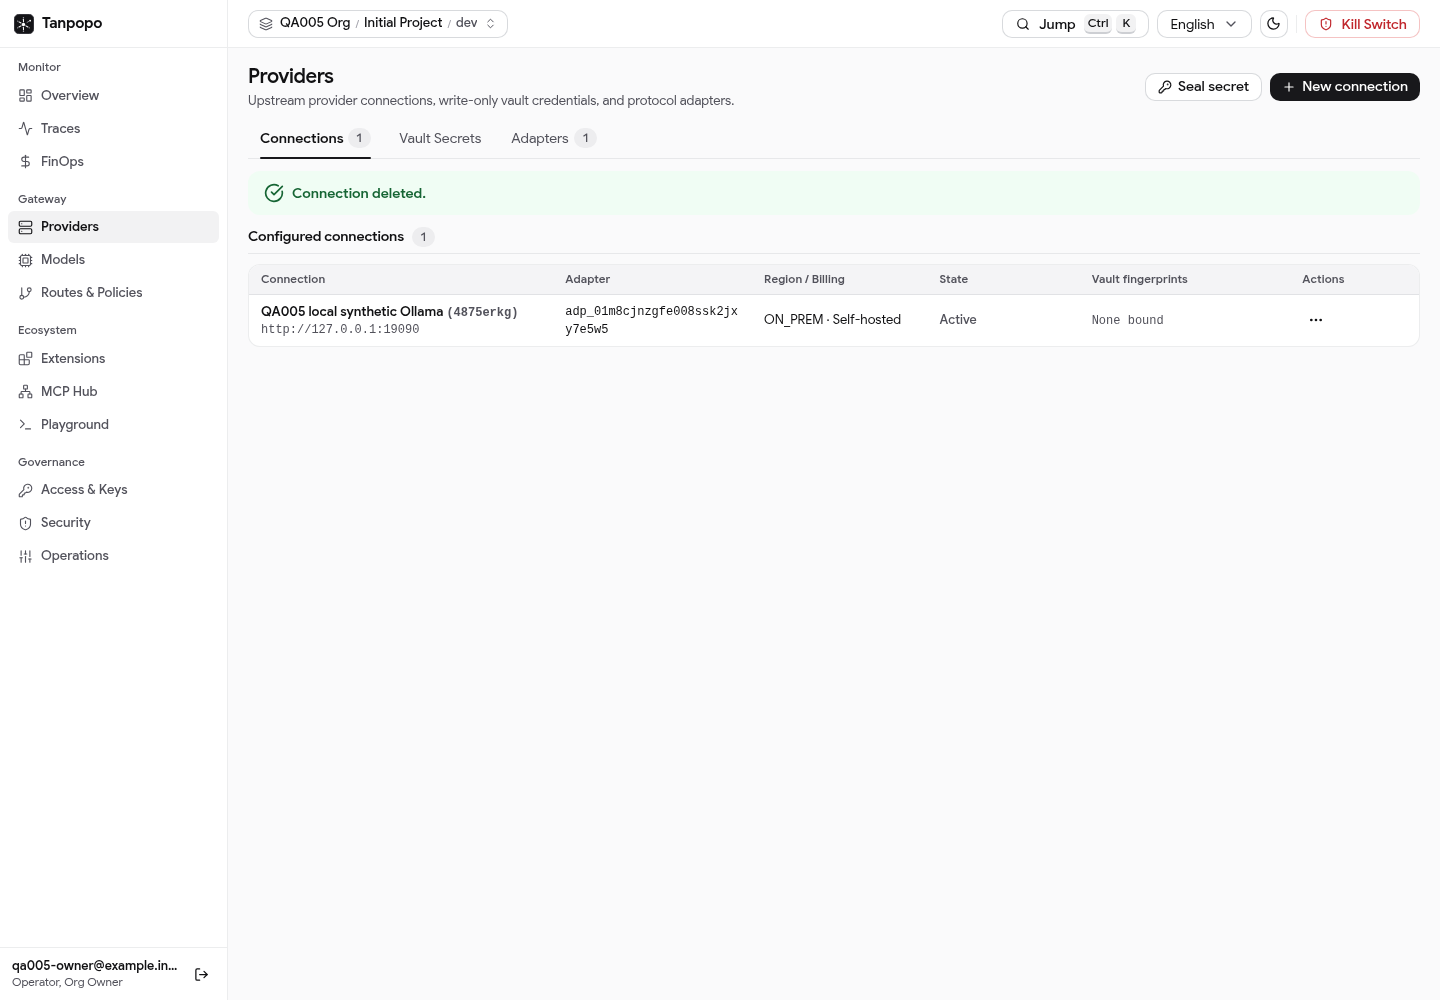 Tanpopo
QA005 Org / Initial Project / dev
Jump Ctrl K
English
Kill Switch
Monitor
Overview
Traces
FinOps
Gateway
Providers
Models
Routes & Policies
Ecosystem
Extensions
MCP Hub
Playground
Governance
Access & Keys
Security
Operations
qa005-owner@example.in...
Operator, Org Owner
Providers
Upstream provider connections, write-only vault credentials, and protocol adapters.
Seal secret
New connection
Connections 1
Vault Secrets
Adapters 1
Connection deleted.
Configured connections 1
Connection Adapter Region / Billing State Vault fingerprints Actions
QA005 local synthetic Ollama (4875erkg)
http://127.0.0.1:19090
adp_01m8cjnzgfe008ssk2jx
y7e5w5
ON_PREM · Self-hosted
Active
None bound